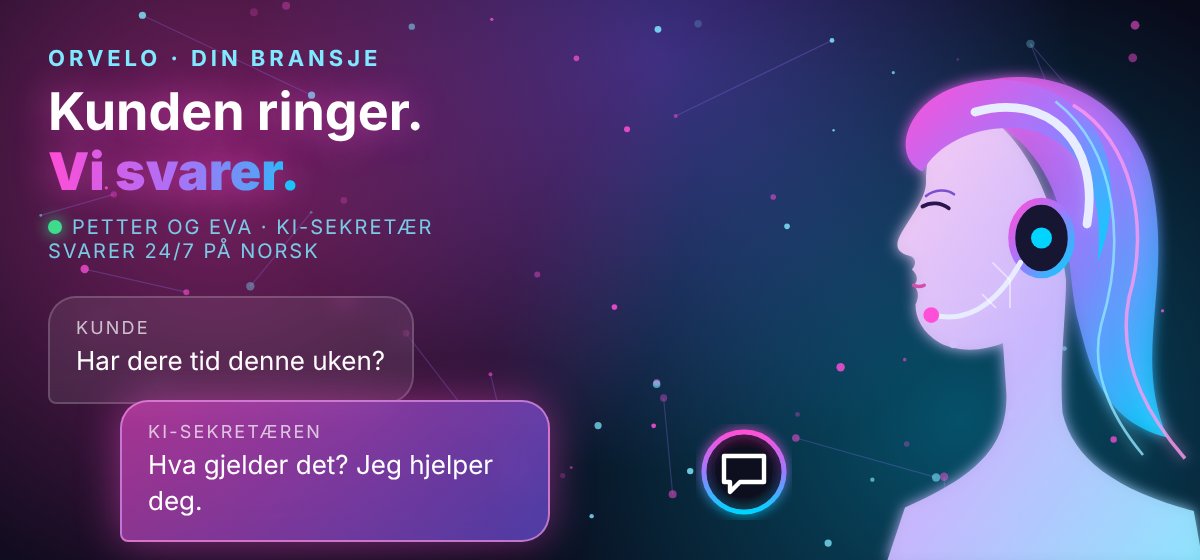 ORVELO · DIN BRANSJE
Kunden ringer.
Vi svarer.
PETTER OG EVA · KI-SEKRETÆR
SVARER 24/7 PÅ NORSK
KUNDE
Har dere tid denne uken?
KI-SEKRETÆREN
Hva gjelder det? Jeg hjelper
deg.